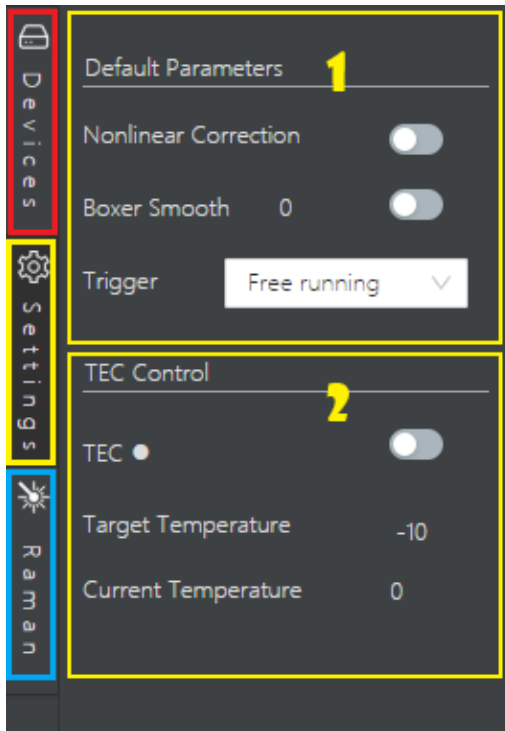 Devices
Settings
Raman
1
Default Parameters
Nonlinear Correction
Boxer Smooth 0
Trigger Free running
2
TEC Control
TEC
Target Temperature -10
Current Temperature 0